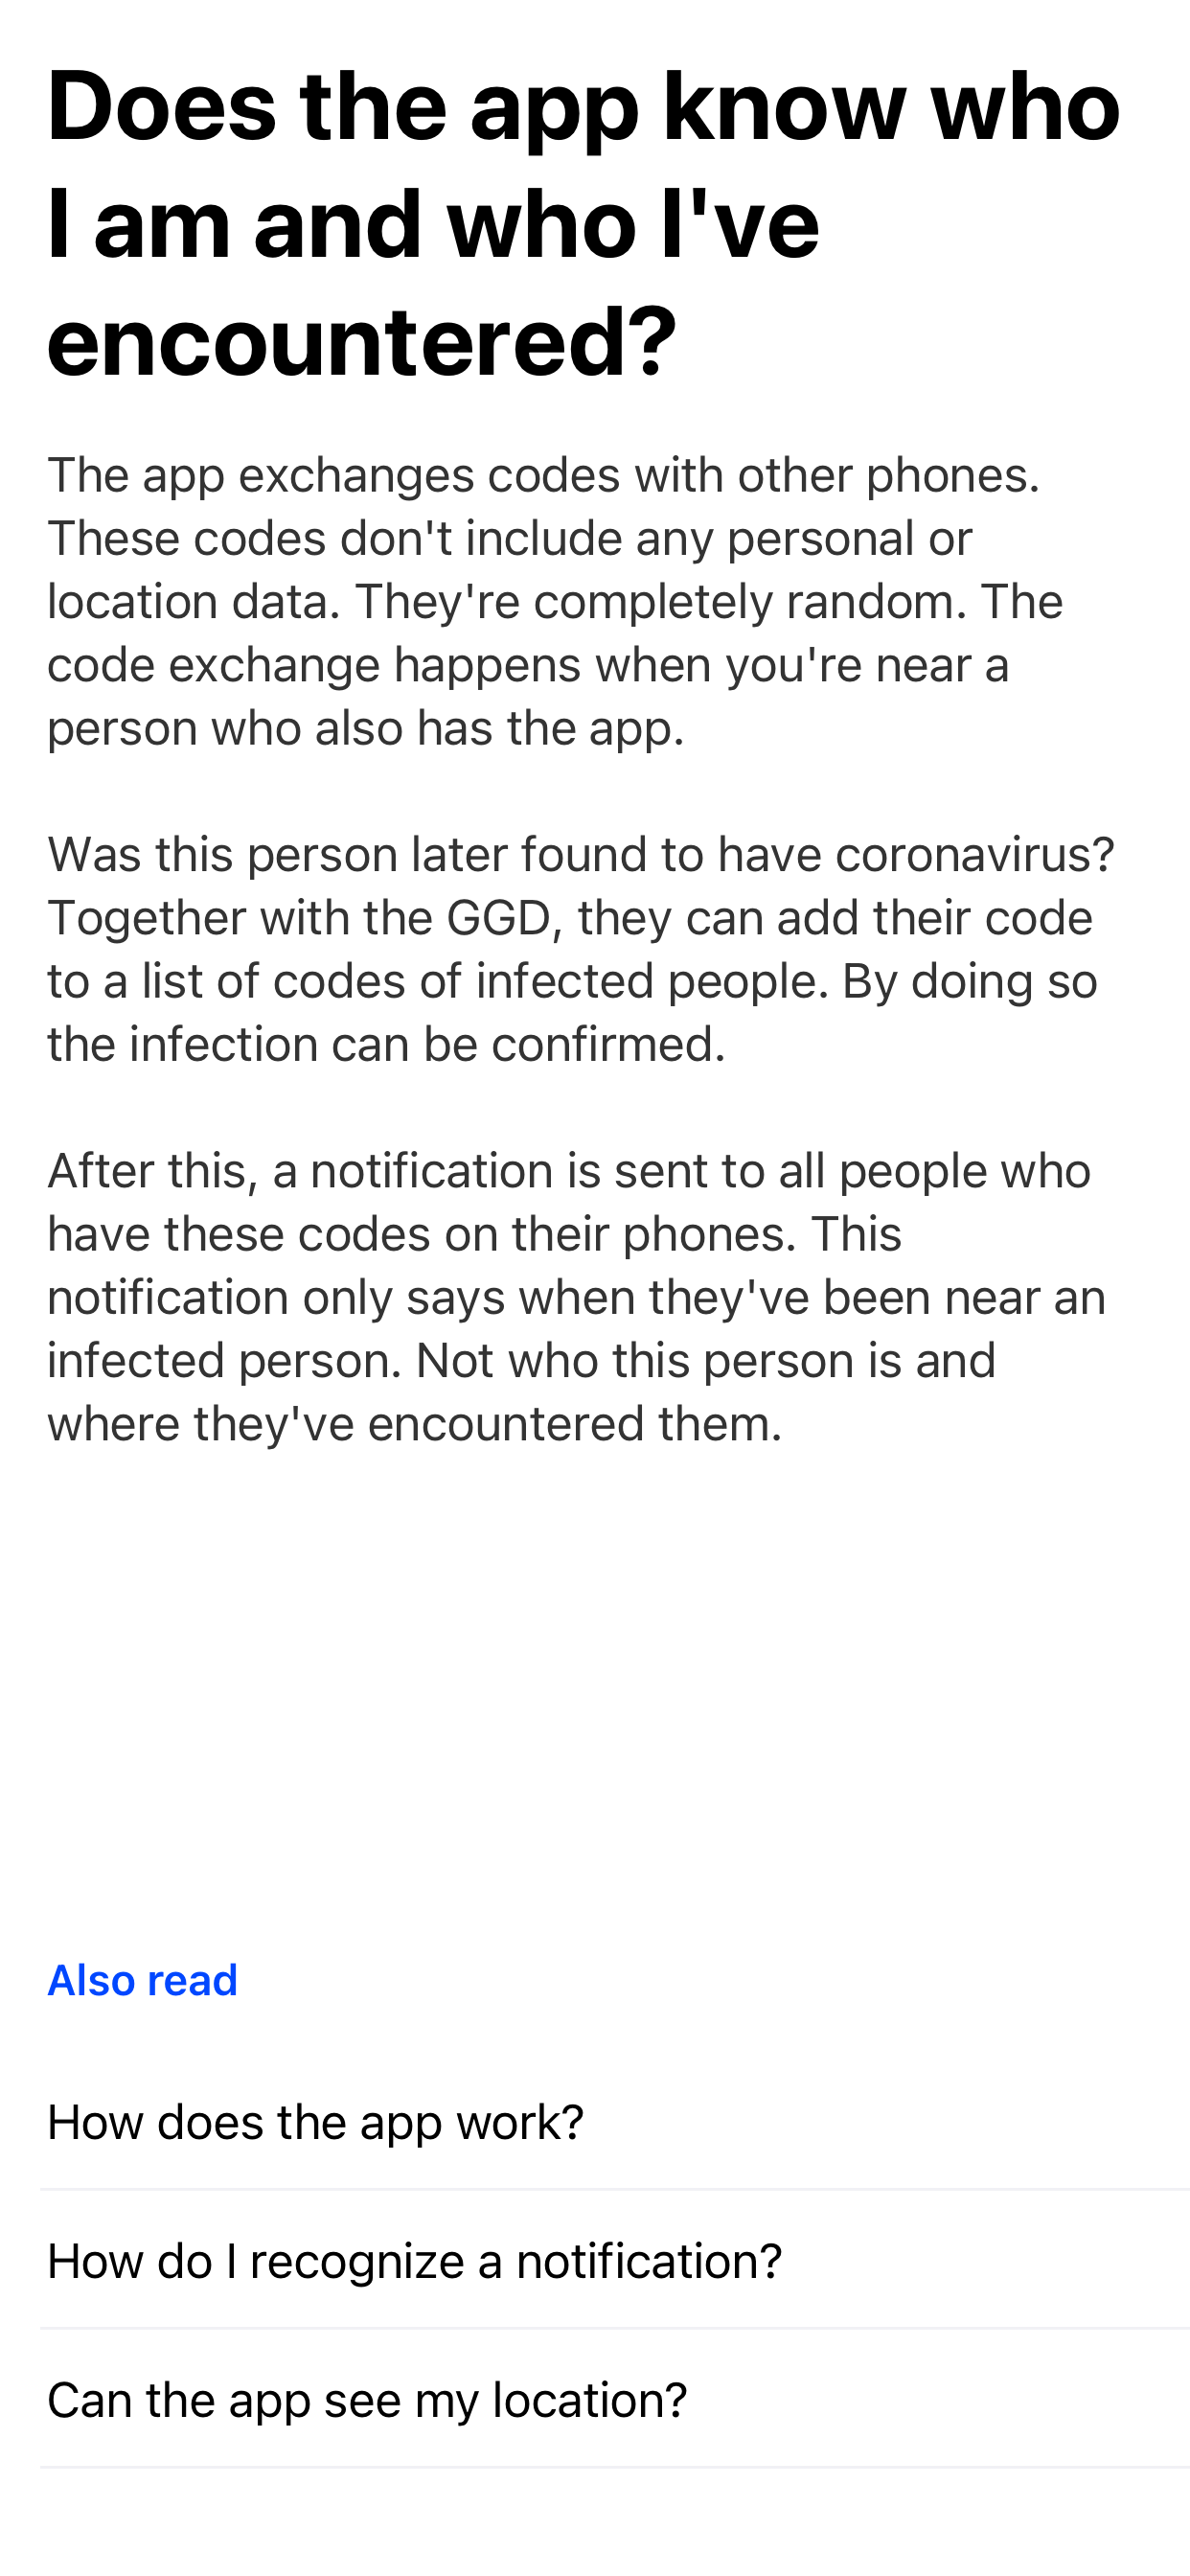 Does the app know who
I am and who I've
encountered?
The app exchanges codes with other phones.
These codes don't include any personal or
location data. They're completely random. The
code exchange happens when you're near a
person who also has the app.
Was this person later found to have coronavirus?
Together with the GGD, they can add their code
to a list of codes of infected people. By doing so
the infection can be confirmed.
After this, a notification is sent to all people who
have these codes on their phones. This
notification only says when they've been near an
infected person. Not who this person is and
where they've encountered them.
Also read
How does the app work?
How do I recognize a notification?
Can the app see my location?